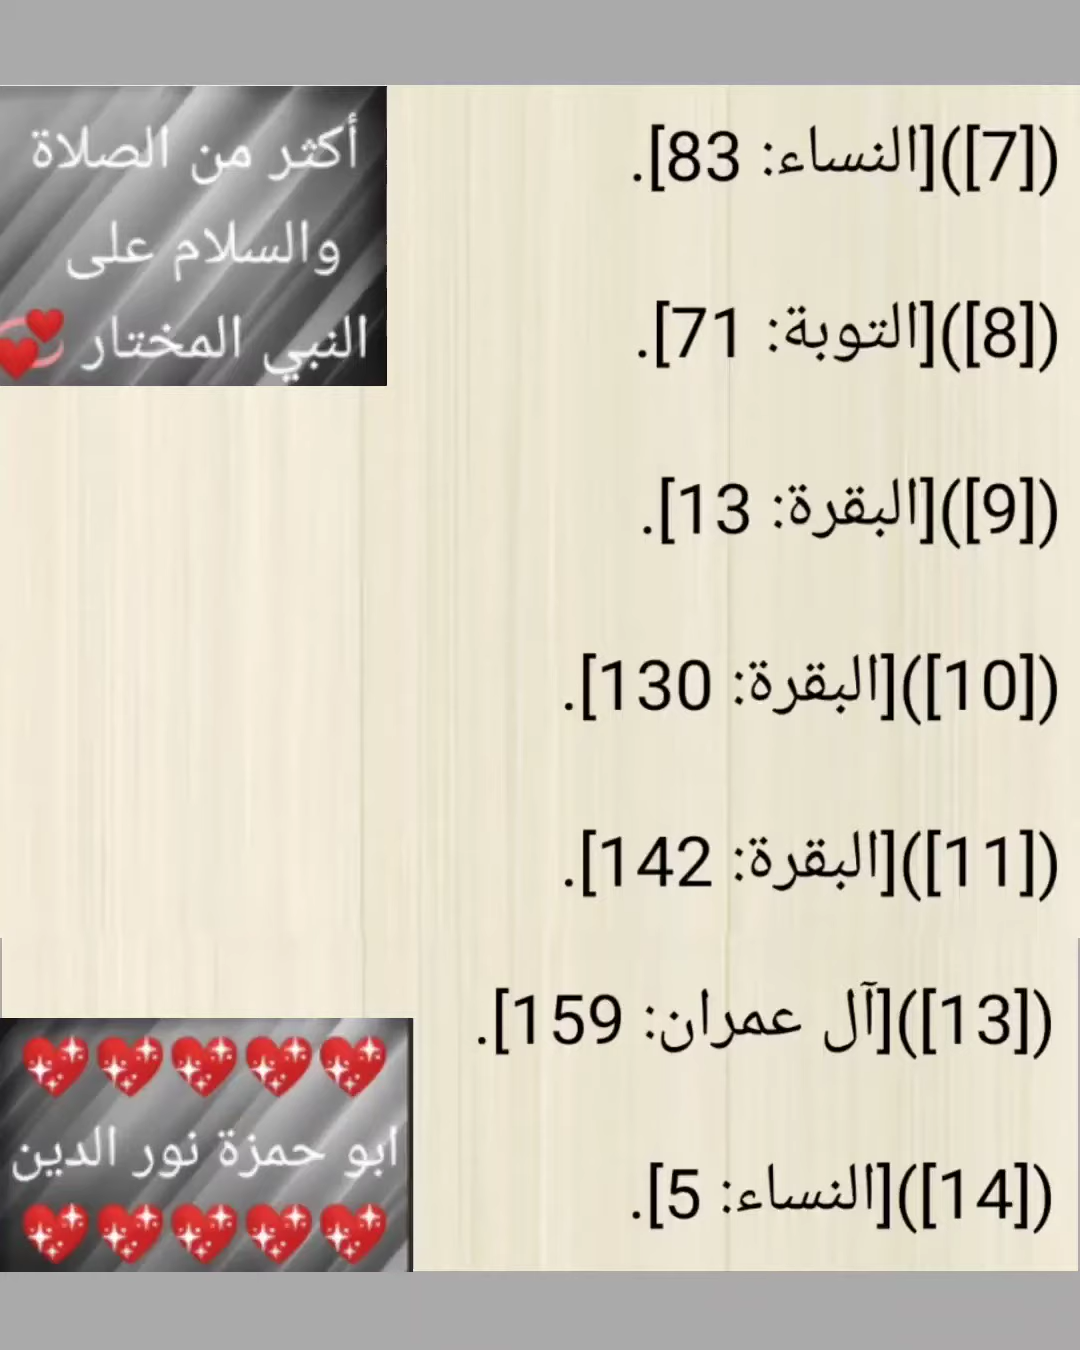 ([7])[النساء: 83].
([8])[التوبة: 71].
([9])[البقرة: 13].
([10])[البقرة: 130].
([11])[البقرة: 142].
([13])[آل عمران: 159].
([14])[النساء: 5].
أكثر من الصلاة
والسلام على
النبي المختار 💞
💖💖💖💖💖
ابو حمزة نور الدين
💖💖💖💖💖